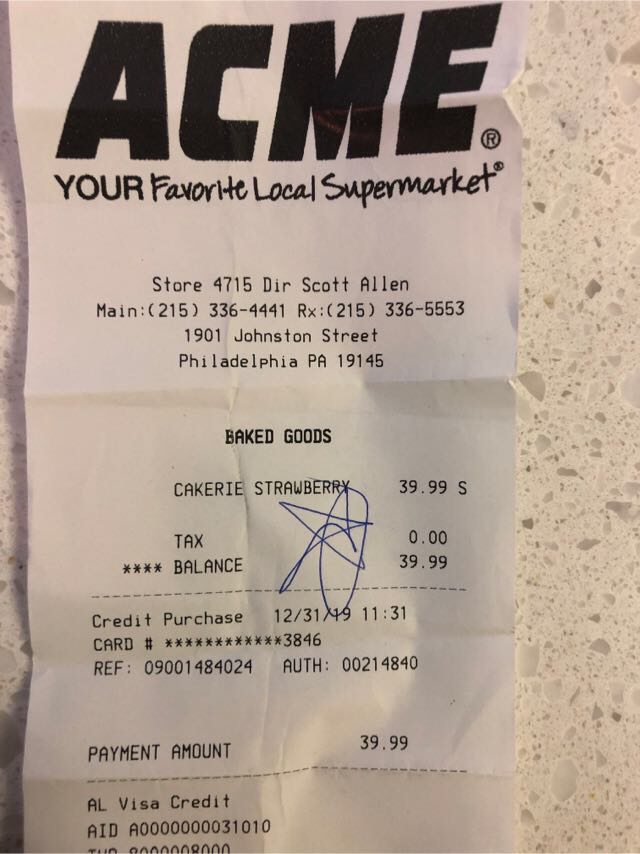 ACME®
YOUR Favorite Local Supermarket®
Store 4715 Dir Scott Allen
Main:(215) 336-4441 Rx:(215) 336-5553
1901 Johnston Street
Philadelphia PA 19145
BAKED GOODS
CAKERIE STRAWBERRY 39.99 S
TAX 0.00
**** BALANCE 39.99
Credit Purchase 12/31/19 11:31
CARD # ************3846
REF: 09001484024 AUTH: 00214840
PAYMENT AMOUNT 39.99
AL Visa Credit
AID A0000000031010
TVR 8000008000